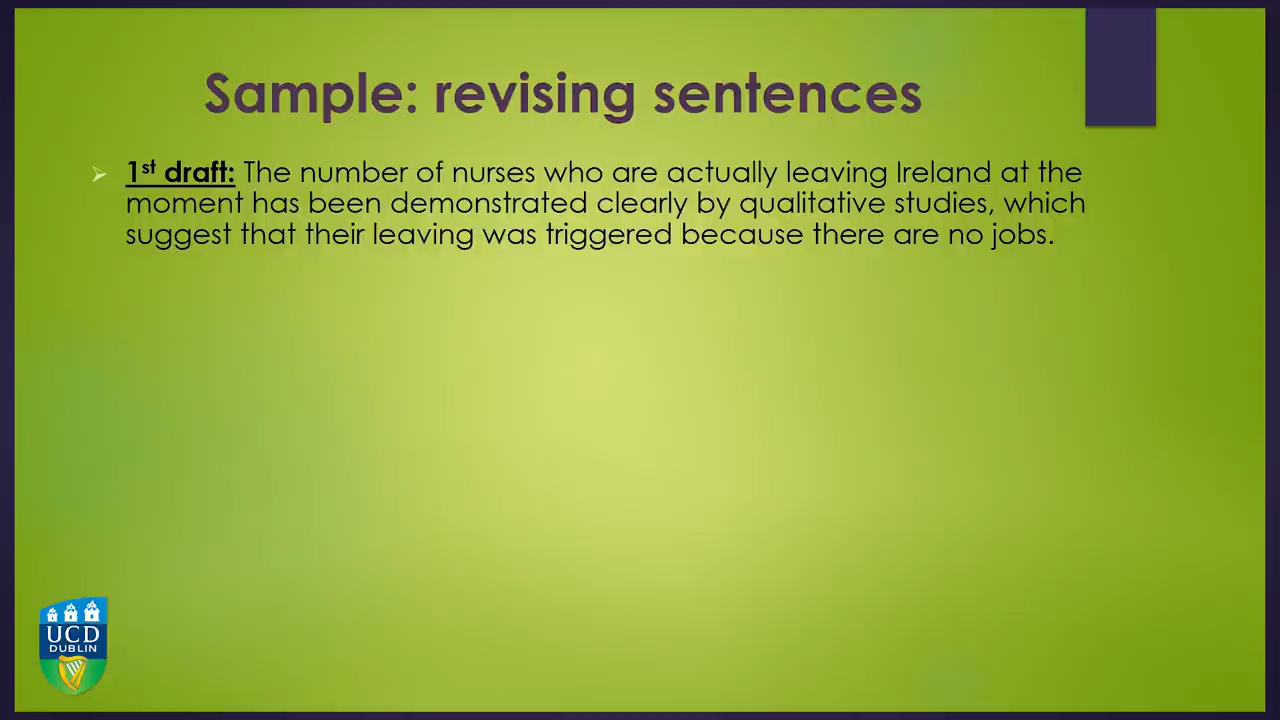 Sample: revising sentences
1st draft: The number of nurses who are actually leaving Ireland at the
moment has been demonstrated clearly by qualitative studies, which
suggest that their leaving was triggered because there are no jobs.
UCD
DUBLIN